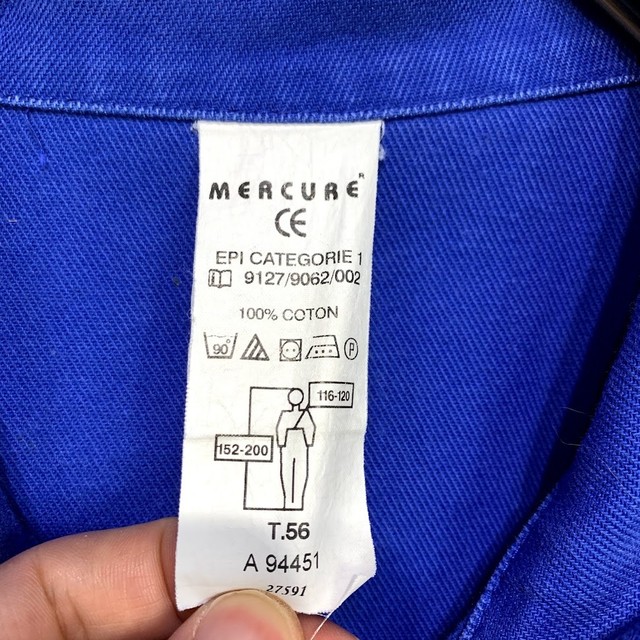 MERCURE R
CE
EPI CATEGORIE 1
9127/9062/002
100% COTON
90° P
116-120
152-200
T.56
A 94451
27591